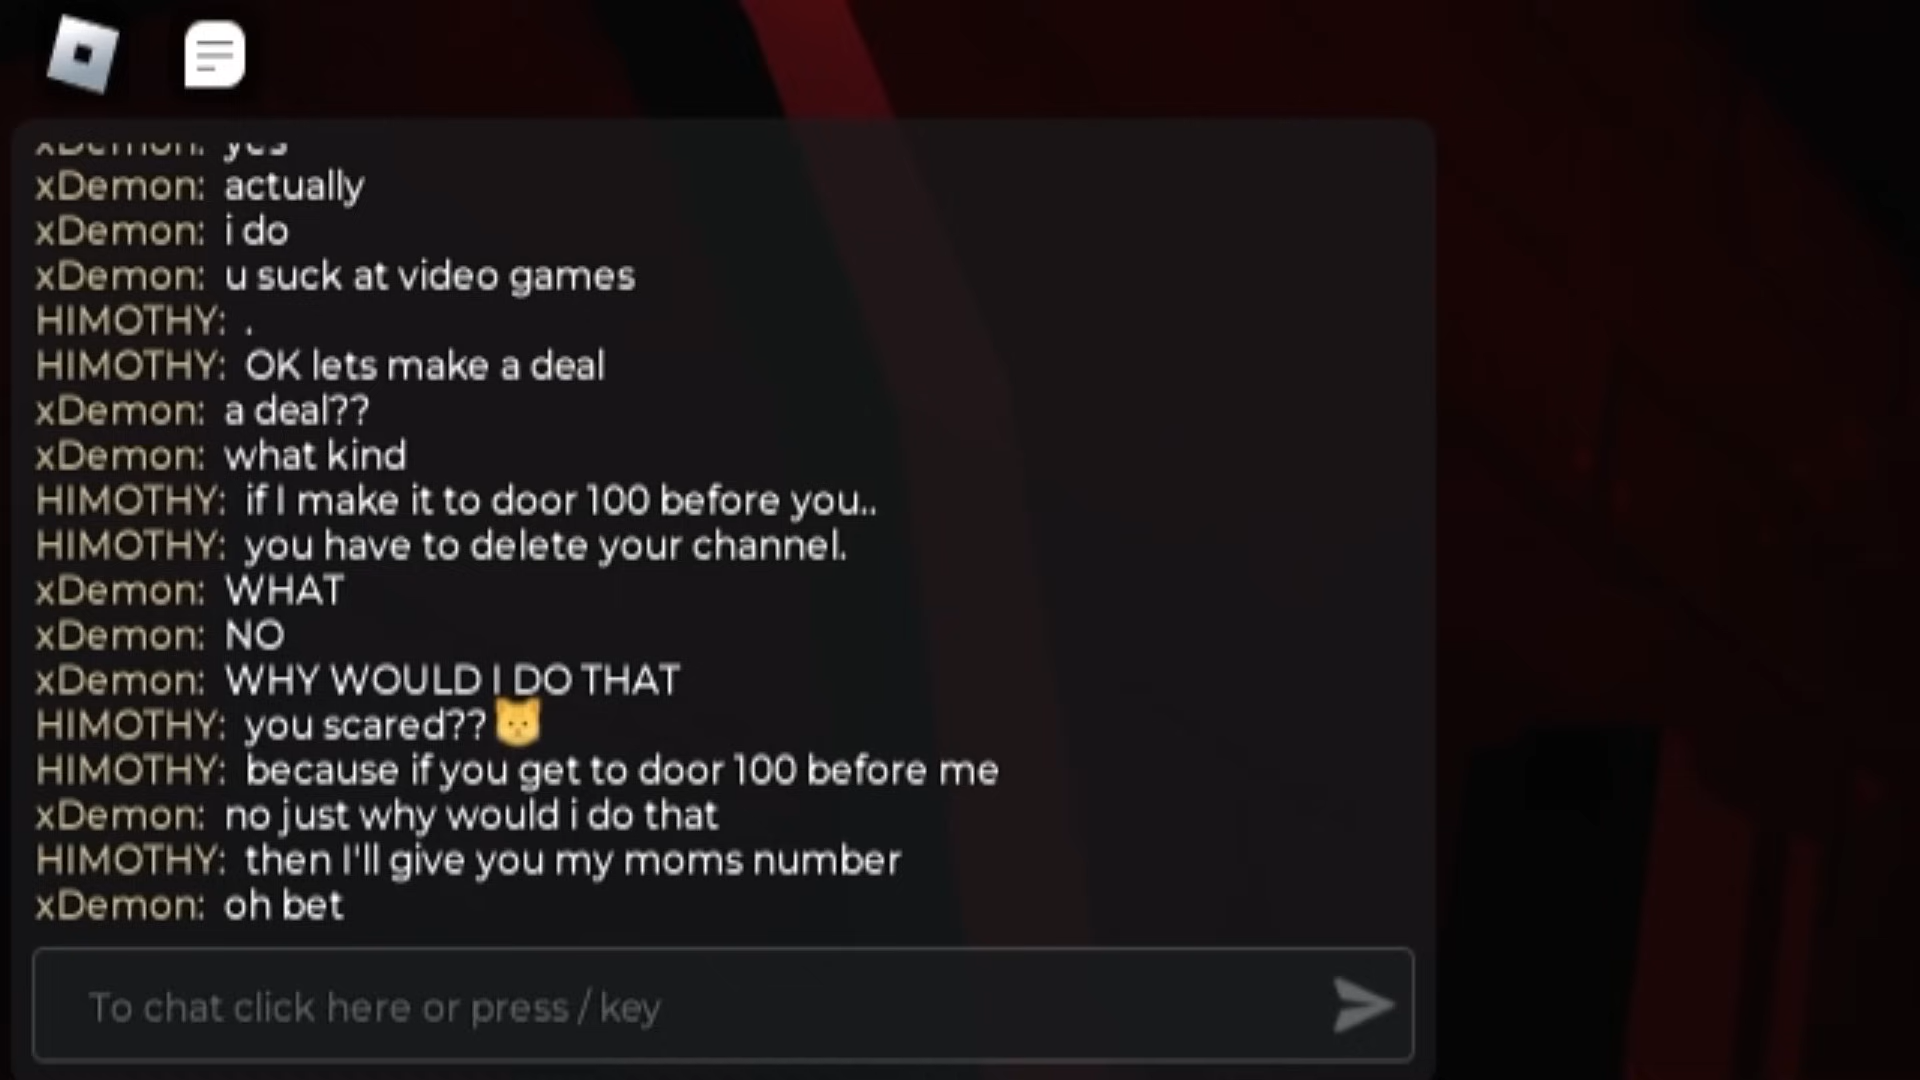 xDemon: yes
xDemon: actually
xDemon: i do
xDemon: u suck at video games
HIMOTHY: .
HIMOTHY: OK lets make a deal
xDemon: a deal??
xDemon: what kind
HIMOTHY: if I make it to door 100 before you..
HIMOTHY: you have to delete your channel.
xDemon: WHAT
xDemon: NO
xDemon: WHY WOULD I DO THAT
HIMOTHY: you scared?? 🐱
HIMOTHY: because if you get to door 100 before me
xDemon: no just why would i do that
HIMOTHY: then I'll give you my moms number
xDemon: oh bet
To chat click here or press / key